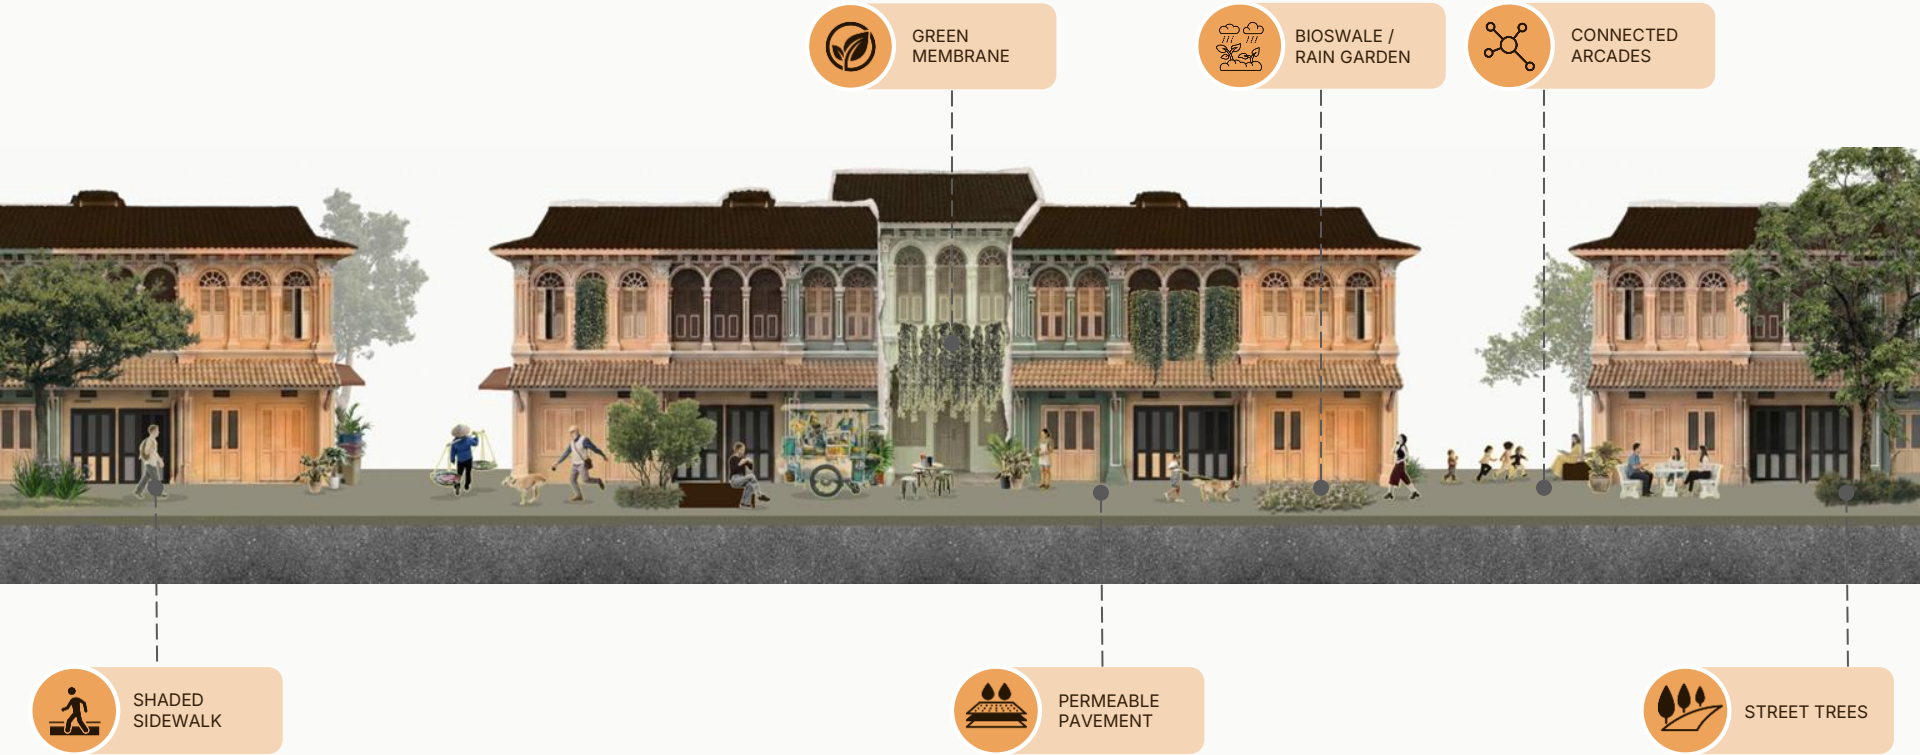 GREEN
MEMBRANE
BIOSWALE /
RAIN GARDEN
CONNECTED
ARCADES
SHADED
SIDEWALK
PERMEABLE
PAVEMENT
STREET TREES